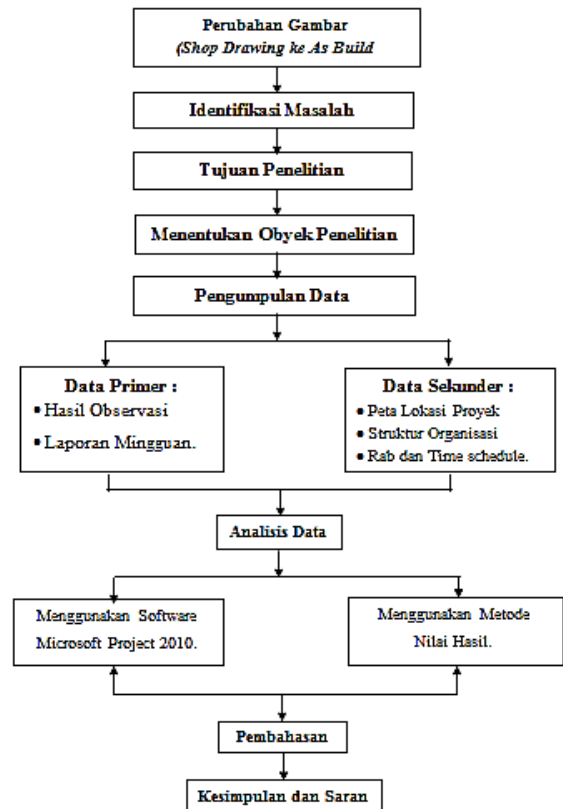 Perubahan Gambar
(Shop Drawing ke As Build
Identifikasi Masalah
Tujuan Penelitian
Menentukan Obyek Penelitian
Pengumpulan Data
Data Primer :
• Hasil Observasi
• Laporan Mingguan.
Data Sekunder :
• Peta Lokasi Proyek
• Struktur Organisasi
• Rab dan Time schedule.
Analisis Data
Menggunakan Software
Microsoft Project 2010.
Menggunakan Metode
Nilai Hasil.
Pembahasan
Kesimpulan dan Saran